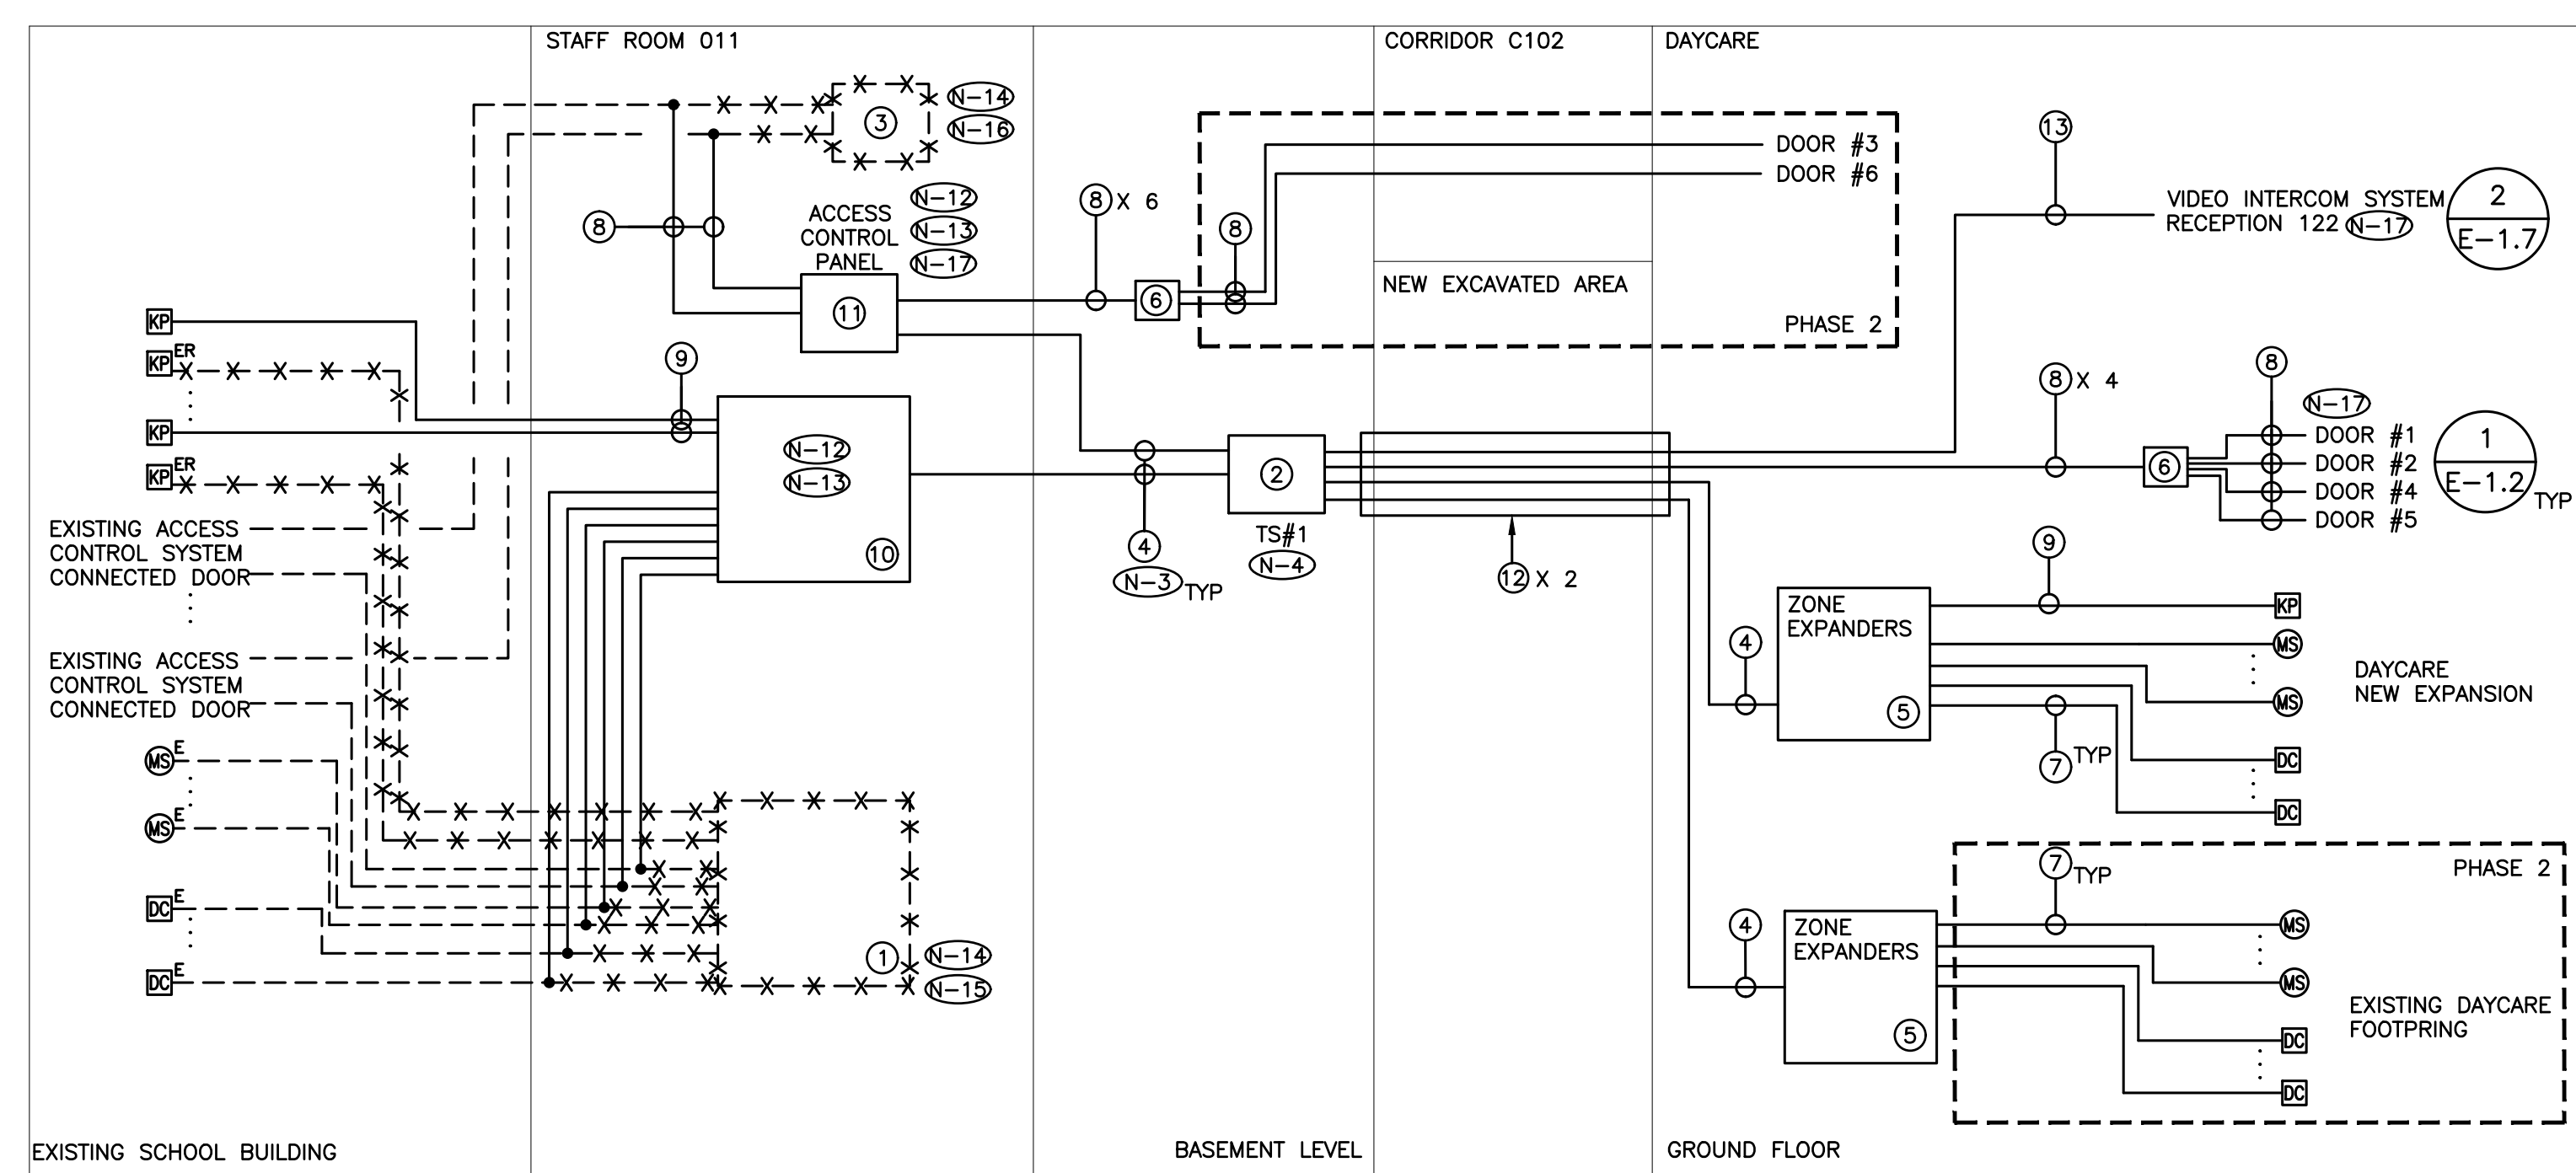 STAFF ROOM 011
CORRIDOR C102
DAYCARE
3
N-14
N-16
8
ACCESS
CONTROL
PANEL
N-12
N-13
N-17
11
8 X 6
6
8
DOOR #3
DOOR #6
NEW EXCAVATED AREA
PHASE 2
13
VIDEO INTERCOM SYSTEM
RECEPTION 122 N-17
2
E-1.7
KP
KP ER
KP
KP ER
9
N-12
N-13
10
4
N-3 TYP
2
TS#1
N-4
12 X 2
8 X 4
6
8
N-17
DOOR #1
DOOR #2
DOOR #4
DOOR #5
1
E-1.2 TYP
EXISTING ACCESS
CONTROL SYSTEM
CONNECTED DOOR
EXISTING ACCESS
CONTROL SYSTEM
CONNECTED DOOR
MS E
MS E
DC E
DC E
1
N-14
N-15
4
ZONE
EXPANDERS
5
9
KP
MS
MS
7 TYP
DC
DC
DAYCARE
NEW EXPANSION
4
ZONE
EXPANDERS
5
7 TYP
PHASE 2
MS
MS
DC
DC
EXISTING DAYCARE
FOOTPRING
EXISTING SCHOOL BUILDING
BASEMENT LEVEL
GROUND FLOOR